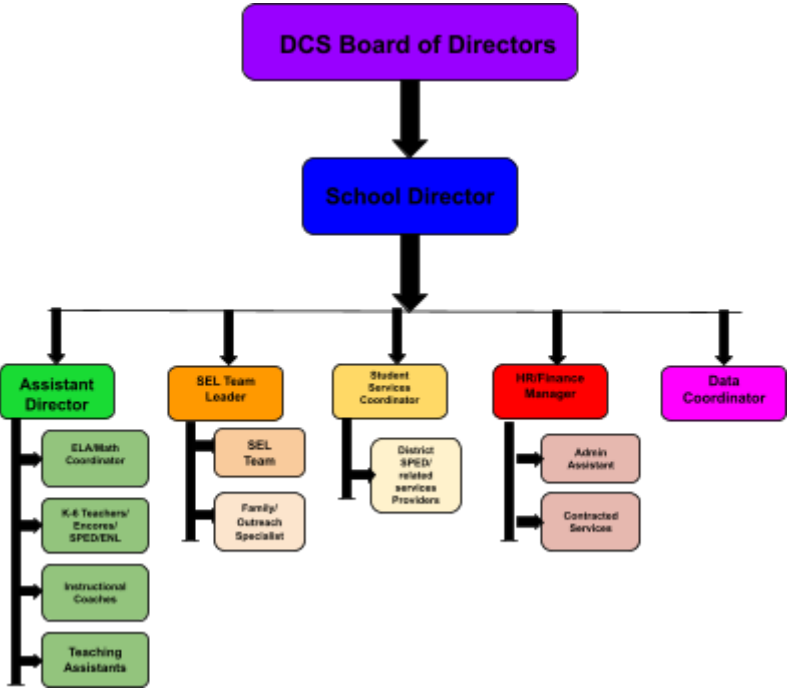 DCS Board of Directors
School Director
Assistant
Director
SEL Team
Leader
Student
Services
Coordinator
HR/Finance
Manager
Data
Coordinator
ELA/Math
Coordinator
K-6 Teachers/
Encores/
SPED/ENL
Instructional
Coaches
Teaching
Assistants
SEL
Team
Family/
Outreach
Specialist
District
SPED/
related
services
Providers
Admin
Assistant
Contracted
Services